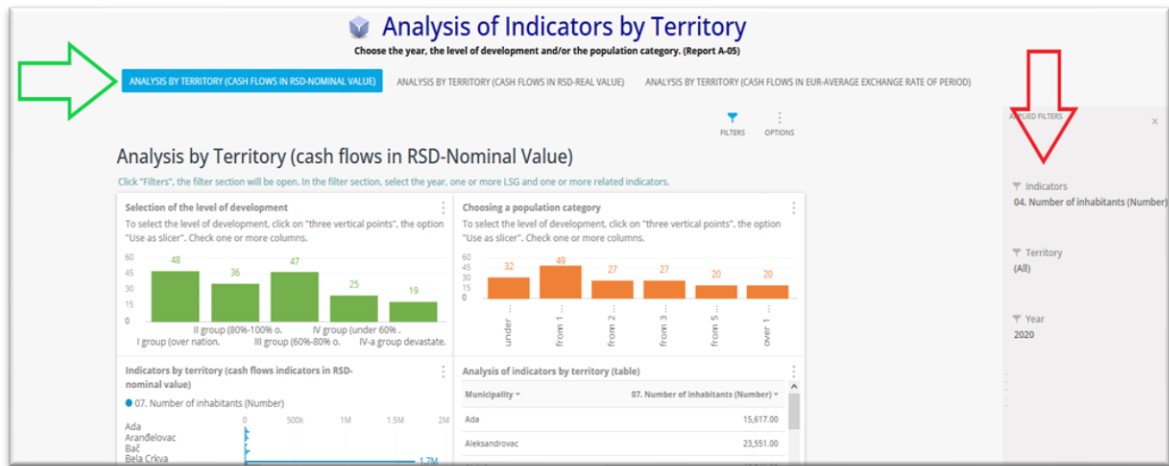 Analysis of Indicators by Territory
Choose the year, the level of development and/or the population category. (Report A-05)
ANALYSIS BY TERRITORY (CASH FLOWS IN RSD-NOMINAL VALUE) ANALYSIS BY TERRITORY (CASH FLOWS IN RSD-REAL VALUE) ANALYSIS BY TERRITORY (CASH FLOWS IN EUR-AVERAGE EXCHANGE RATE OF PERIOD)
FILTERS OPTIONS
Analysis by Territory (cash flows in RSD-Nominal Value)
Click "Filters", the filter section will be open. In the filter section, select the year, one or more LSG and one or more related indicators.
Selection of the level of development
To select the level of development, click on "three vertical points", the option
"Use as slicer". Check one or more columns.
60
45
30
15
0
48 36 47 25 19
II group (80%-100% o. IV group (under 60% .
I group (over nation. III group (60%-80% o. IV-a group devastate.
Choosing a population category
To select the level of development, click on "three vertical points", the option
"Use as slicer". Check one or more columns.
60
45
30
15
0
32 49 27 27 20 20
under ...
from 1 ...
from 2 ...
from 3 ...
from 5 ...
over 1 ...
Indicators by territory (cash flows indicators in RSD-
nominal value)
07. Number of inhabitants (Number)
0 500k 1M 1.5M 2M
Ada
Aranđelovac
Bač
Bela Crkva
1.7M
Analysis of indicators by territory (table)
Municipality 07. Number of inhabitants (Number)
Ada 15,617.00
Aleksandrovac 23,551.00
APPLIED FILTERS x
Indicators
04. Number of inhabitants (Number)
Territory
(All)
Year
2020